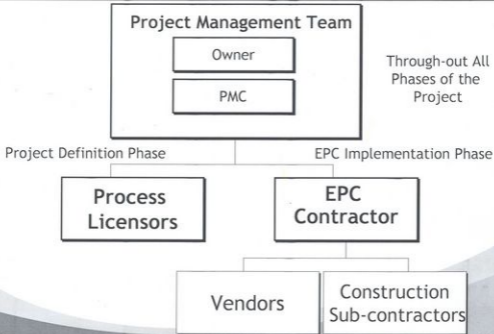 Project Management Team
Owner
PMC
Through-out All
Phases of the
Project
Project Definition Phase
EPC Implementation Phase
Process
Licensors
EPC
Contractor
Vendors
Construction
Sub-contractors